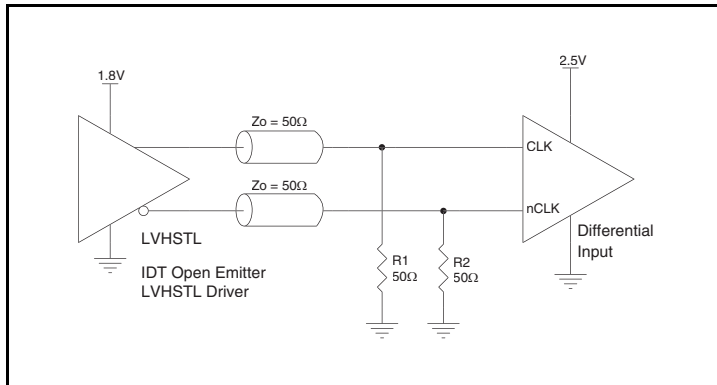 1.8V
2.5V
Zo = 50Ω
CLK
Zo = 50Ω
nCLK
LVHSTL
IDT Open Emitter
LVHSTL Driver
R1
50Ω
R2
50Ω
Differential
Input